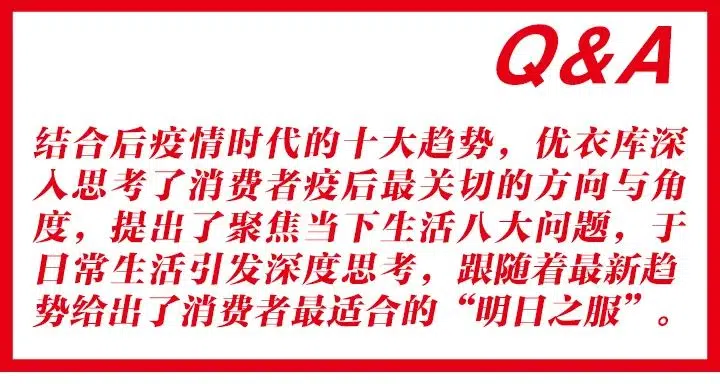 Q&A
结合后疫情时代的十大趋势，优衣库深
入思考了消费者疫后最关切的方向与角
度，提出了聚焦当下生活八大问题，于
日常生活引发深度思考，跟随着最新趋
势给出了消费者最适合的“明日之服”。